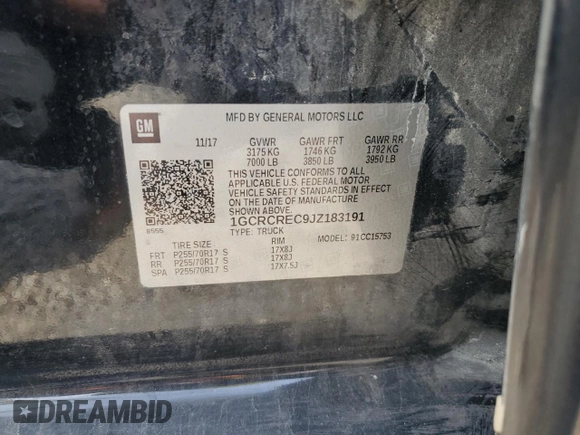 GM
MFD BY GENERAL MOTORS LLC
11/17 GVWR GAWR FRT GAWR RR
3175 KG 1746 KG 1792 KG
7000 LB 3850 LB 3950 LB
THIS VEHICLE CONFORMS TO ALL
APPLICABLE U.S. FEDERAL MOTOR
VEHICLE SAFETY STANDARDS IN EFFECT
ON THE DATE OF MANUFACTURE
SHOWN ABOVE.
1GCRCREC9JZ183191
TYPE: TRUCK MODEL: 91CC15753
TIRE SIZE RIM
FRT P255/70R17 S 17X8J
RR P255/70R17 S 17X8J
SPA P255/70R17 S 17X7.5J
DREAMBID